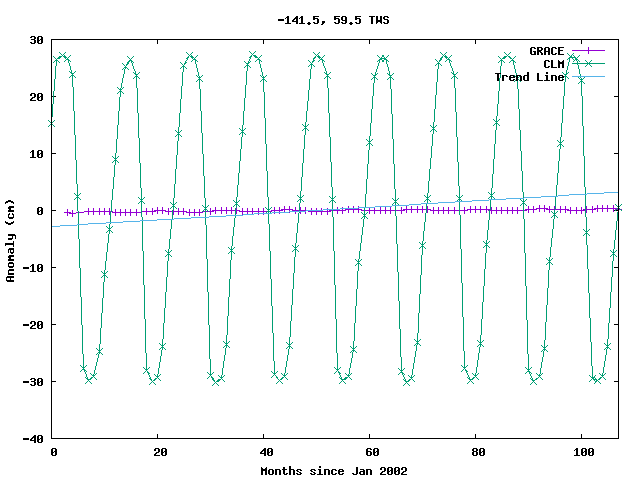 -141.5, 59.5 TWS
GRACE
CLM
Trend Line
30
20
10
0
-10
-20
-30
-40
Anomaly (cm)
0 20 40 60 80 100
Months since Jan 2002